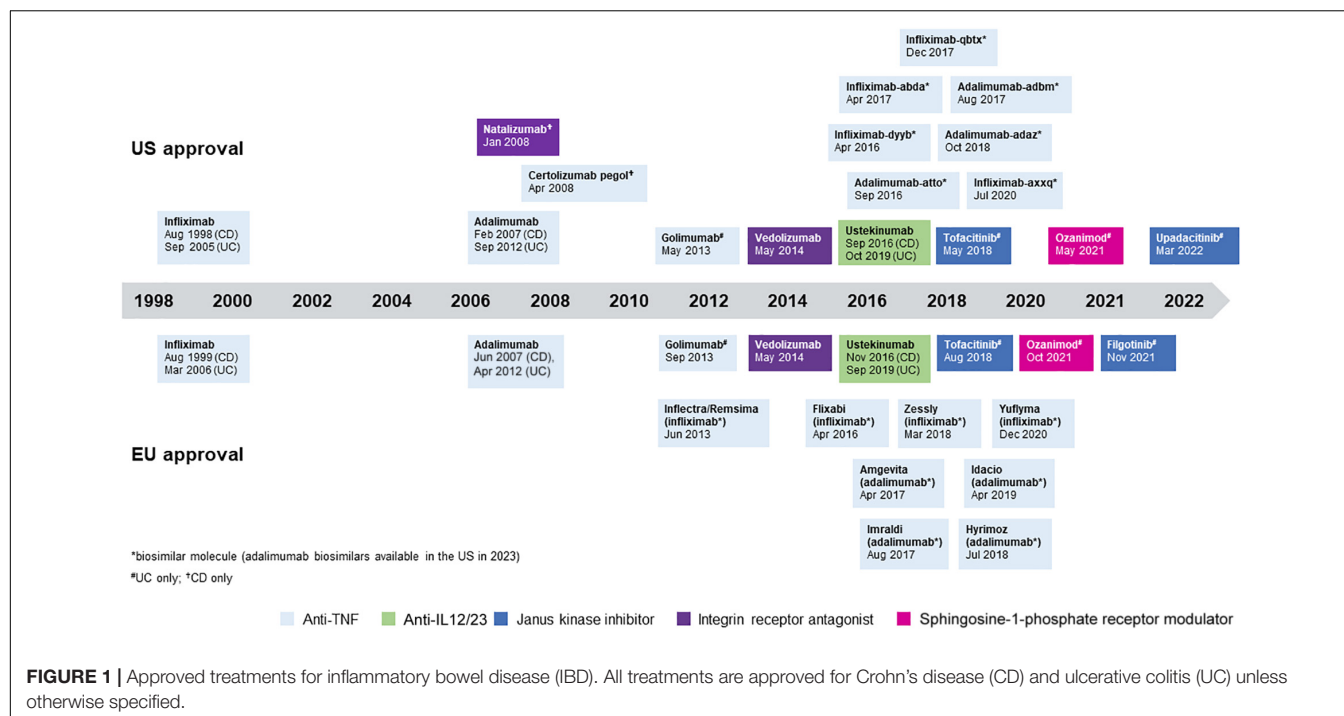 Infliximab-qbtx*
Dec 2017
Infliximab-abda*
Apr 2017
Adalimumab-adbm*
Aug 2017
US approval
Natalizumab✝
Jan 2008
Infliximab-dyyb*
Apr 2016
Adalimumab-adaz*
Oct 2018
Certolizumab pegol✝
Apr 2008
Adalimumab-atto*
Sep 2016
Infliximab-axxq*
Jul 2020
Infliximab
Aug 1998 (CD)
Sep 2005 (UC)
Adalimumab
Feb 2007 (CD)
Sep 2012 (UC)
Golimumab#
May 2013
Vedolizumab
May 2014
Ustekinumab
Sep 2016 (CD)
Oct 2019 (UC)
Tofacitinib#
May 2018
Ozanimod#
May 2021
Upadacitinib#
Mar 2022
1998 2000 2002 2004 2006 2008 2010 2012 2014 2016 2018 2020 2021 2022
Infliximab
Aug 1999 (CD)
Mar 2006 (UC)
Adalimumab
Jun 2007 (CD),
Apr 2012 (UC)
Golimumab#
Sep 2013
Vedolizumab
May 2014
Ustekinumab
Nov 2016 (CD)
Sep 2019 (UC)
Tofacitinib#
Aug 2018
Ozanimod#
Oct 2021
Filgotinib#
Nov 2021
EU approval
Inflectra/Remsima
(infliximab*)
Jun 2013
Flixabi
(infliximab*)
Apr 2016
Zessly
(infliximab*)
Mar 2018
Yuflyma
(infliximab*)
Dec 2020
Amgevita
(adalimumab*)
Apr 2017
Idacio
(adalimumab*)
Apr 2019
Imraldi
(adalimumab*)
Aug 2017
Hyrimoz
(adalimumab*)
Jul 2018
*biosimilar molecule (adalimumab biosimilars available in the US in 2023)
#UC only; ✝CD only
Anti-TNF Anti-IL12/23 Janus kinase inhibitor Integrin receptor antagonist Sphingosine-1-phosphate receptor modulator
FIGURE 1 | Approved treatments for inflammatory bowel disease (IBD). All treatments are approved for Crohn's disease (CD) and ulcerative colitis (UC) unless
otherwise specified.